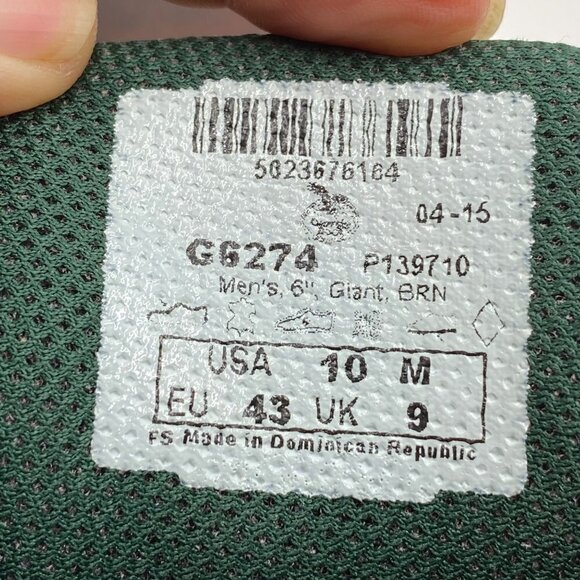 5623676184
04-15
G6274 P139710
Men's, 6", Giant, BRN
USA 10 M
EU 43 UK 9
FS Made in Dominican Republic